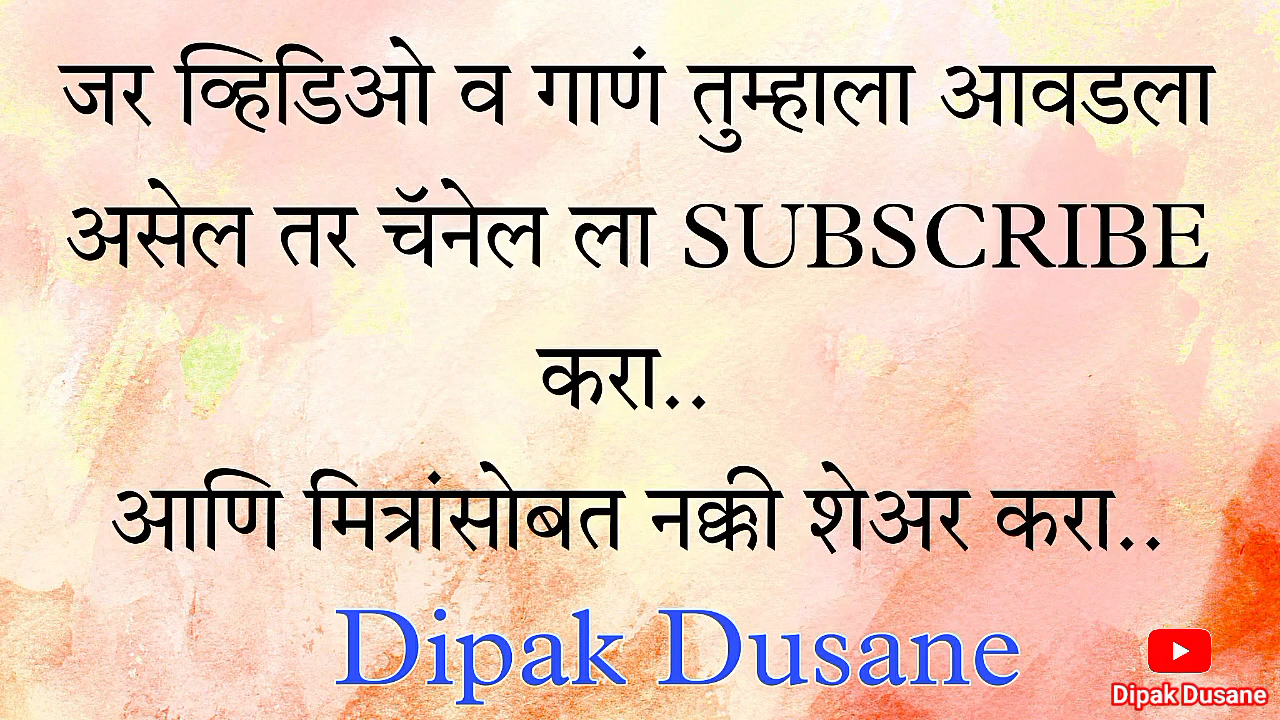 जर व्हिडिओ व गाणं तुम्हाला आवडला
असेल तर चॅनेल ला SUBSCRIBE
करा..
आणि मित्रांसोबत नक्की शेअर करा..
Dipak Dusane
Dipak Dusane